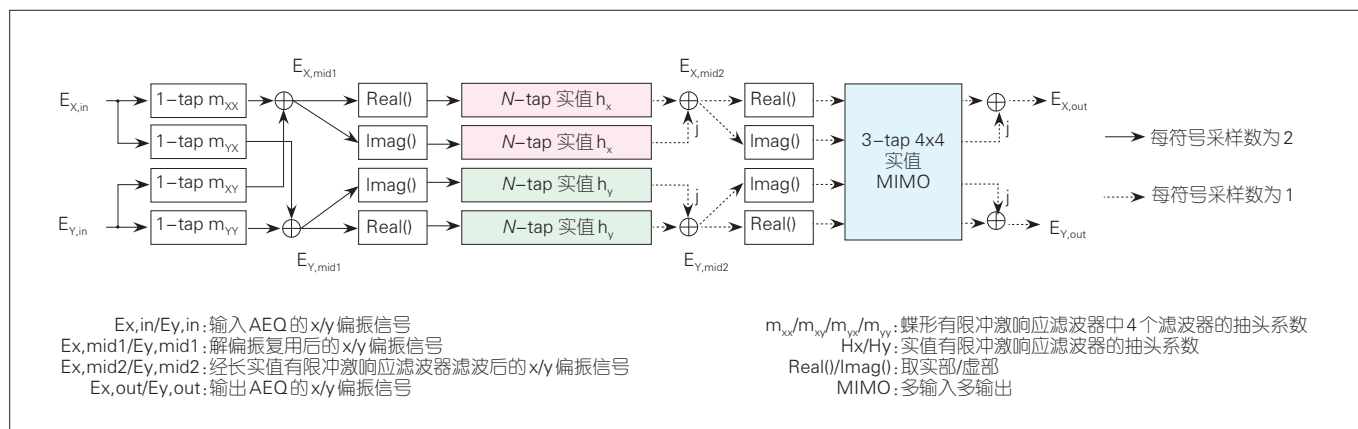 E_X,mid1
E_X,mid2
E_X,in
1-tap m_XX
Real()
N-tap 实值 h_x
Real()
E_X,out
1-tap m_YX
Imag()
N-tap 实值 h_x
j
Imag()
j
3-tap 4x4
实值
MIMO
每符号采样数为 2
1-tap m_XY
Imag()
N-tap 实值 h_y
j
Imag()
j
每符号采样数为 1
E_Y,in
1-tap m_YY
Real()
N-tap 实值 h_y
Real()
E_Y,out
E_Y,mid1
E_Y,mid2
Ex,in/Ey,in:输入AEQ的x/y偏振信号
Ex,mid1/Ey,mid1:解偏振复用后的x/y偏振信号
Ex,mid2/Ey,mid2:经长实值有限冲激响应滤波器滤波后的x/y偏振信号
Ex,out/Ey,out:输出AEQ的x/y偏振信号
m_xx/m_xy/m_yx/m_yy:蝶形有限冲激响应滤波器中4个滤波器的抽头系数
Hx/Hy:实值有限冲激响应滤波器的抽头系数
Real()/Imag():取实部/虚部
MIMO:多输入多输出